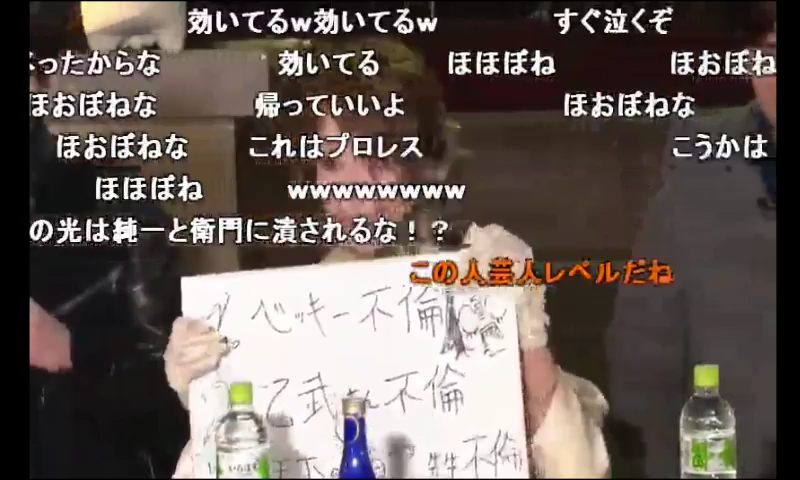 効いてるw効いてるw すぐ泣くぞ
ったからな 効いてる ほほぼね ほおぼね
ほおぼねな 帰っていいよ ほおぼねな
ほおぼねな これはプロレス こうかは
ほほぼね wwwwwwww
の光は純一と衛門に潰されるな！？
この人芸人レベルだね
ベッキー不倫
乙武さん不倫
不倫
いろはす